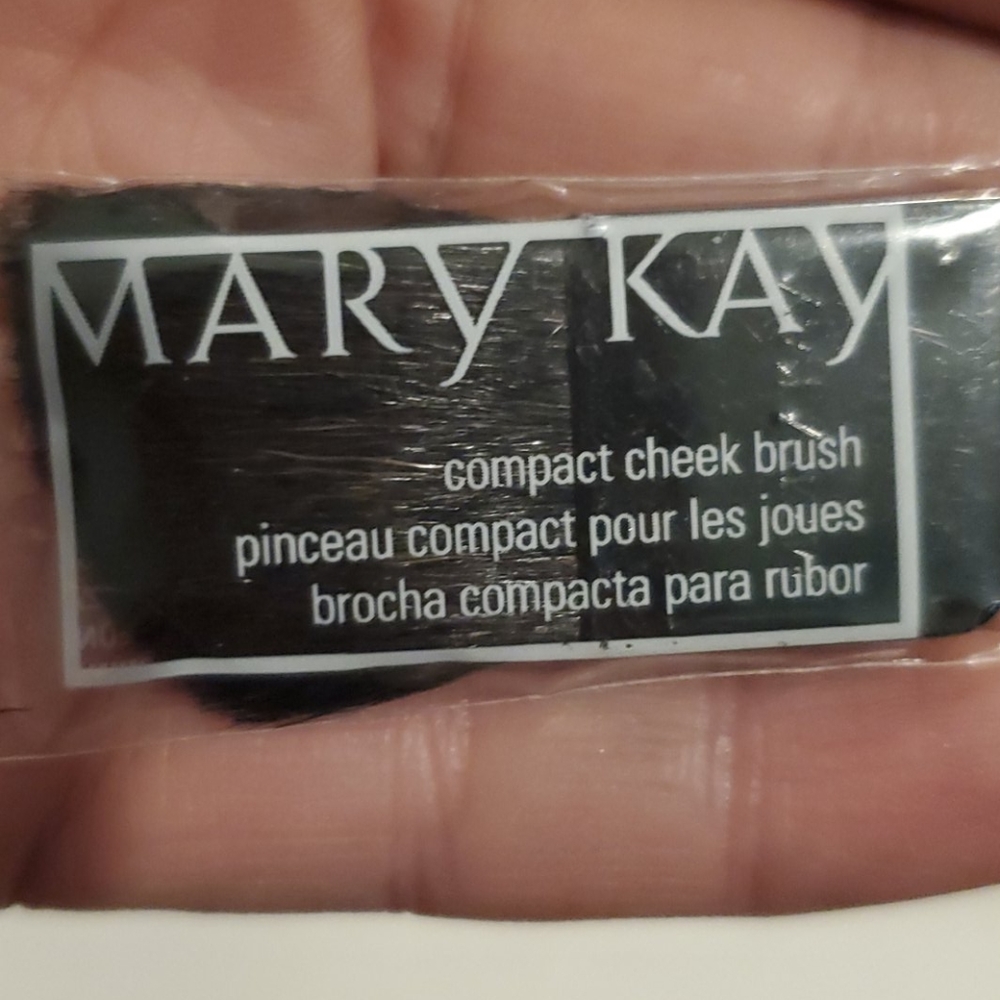 MARY KAY
compact cheek brush
pinceau compact pour les joues
brocha compacta para rubor